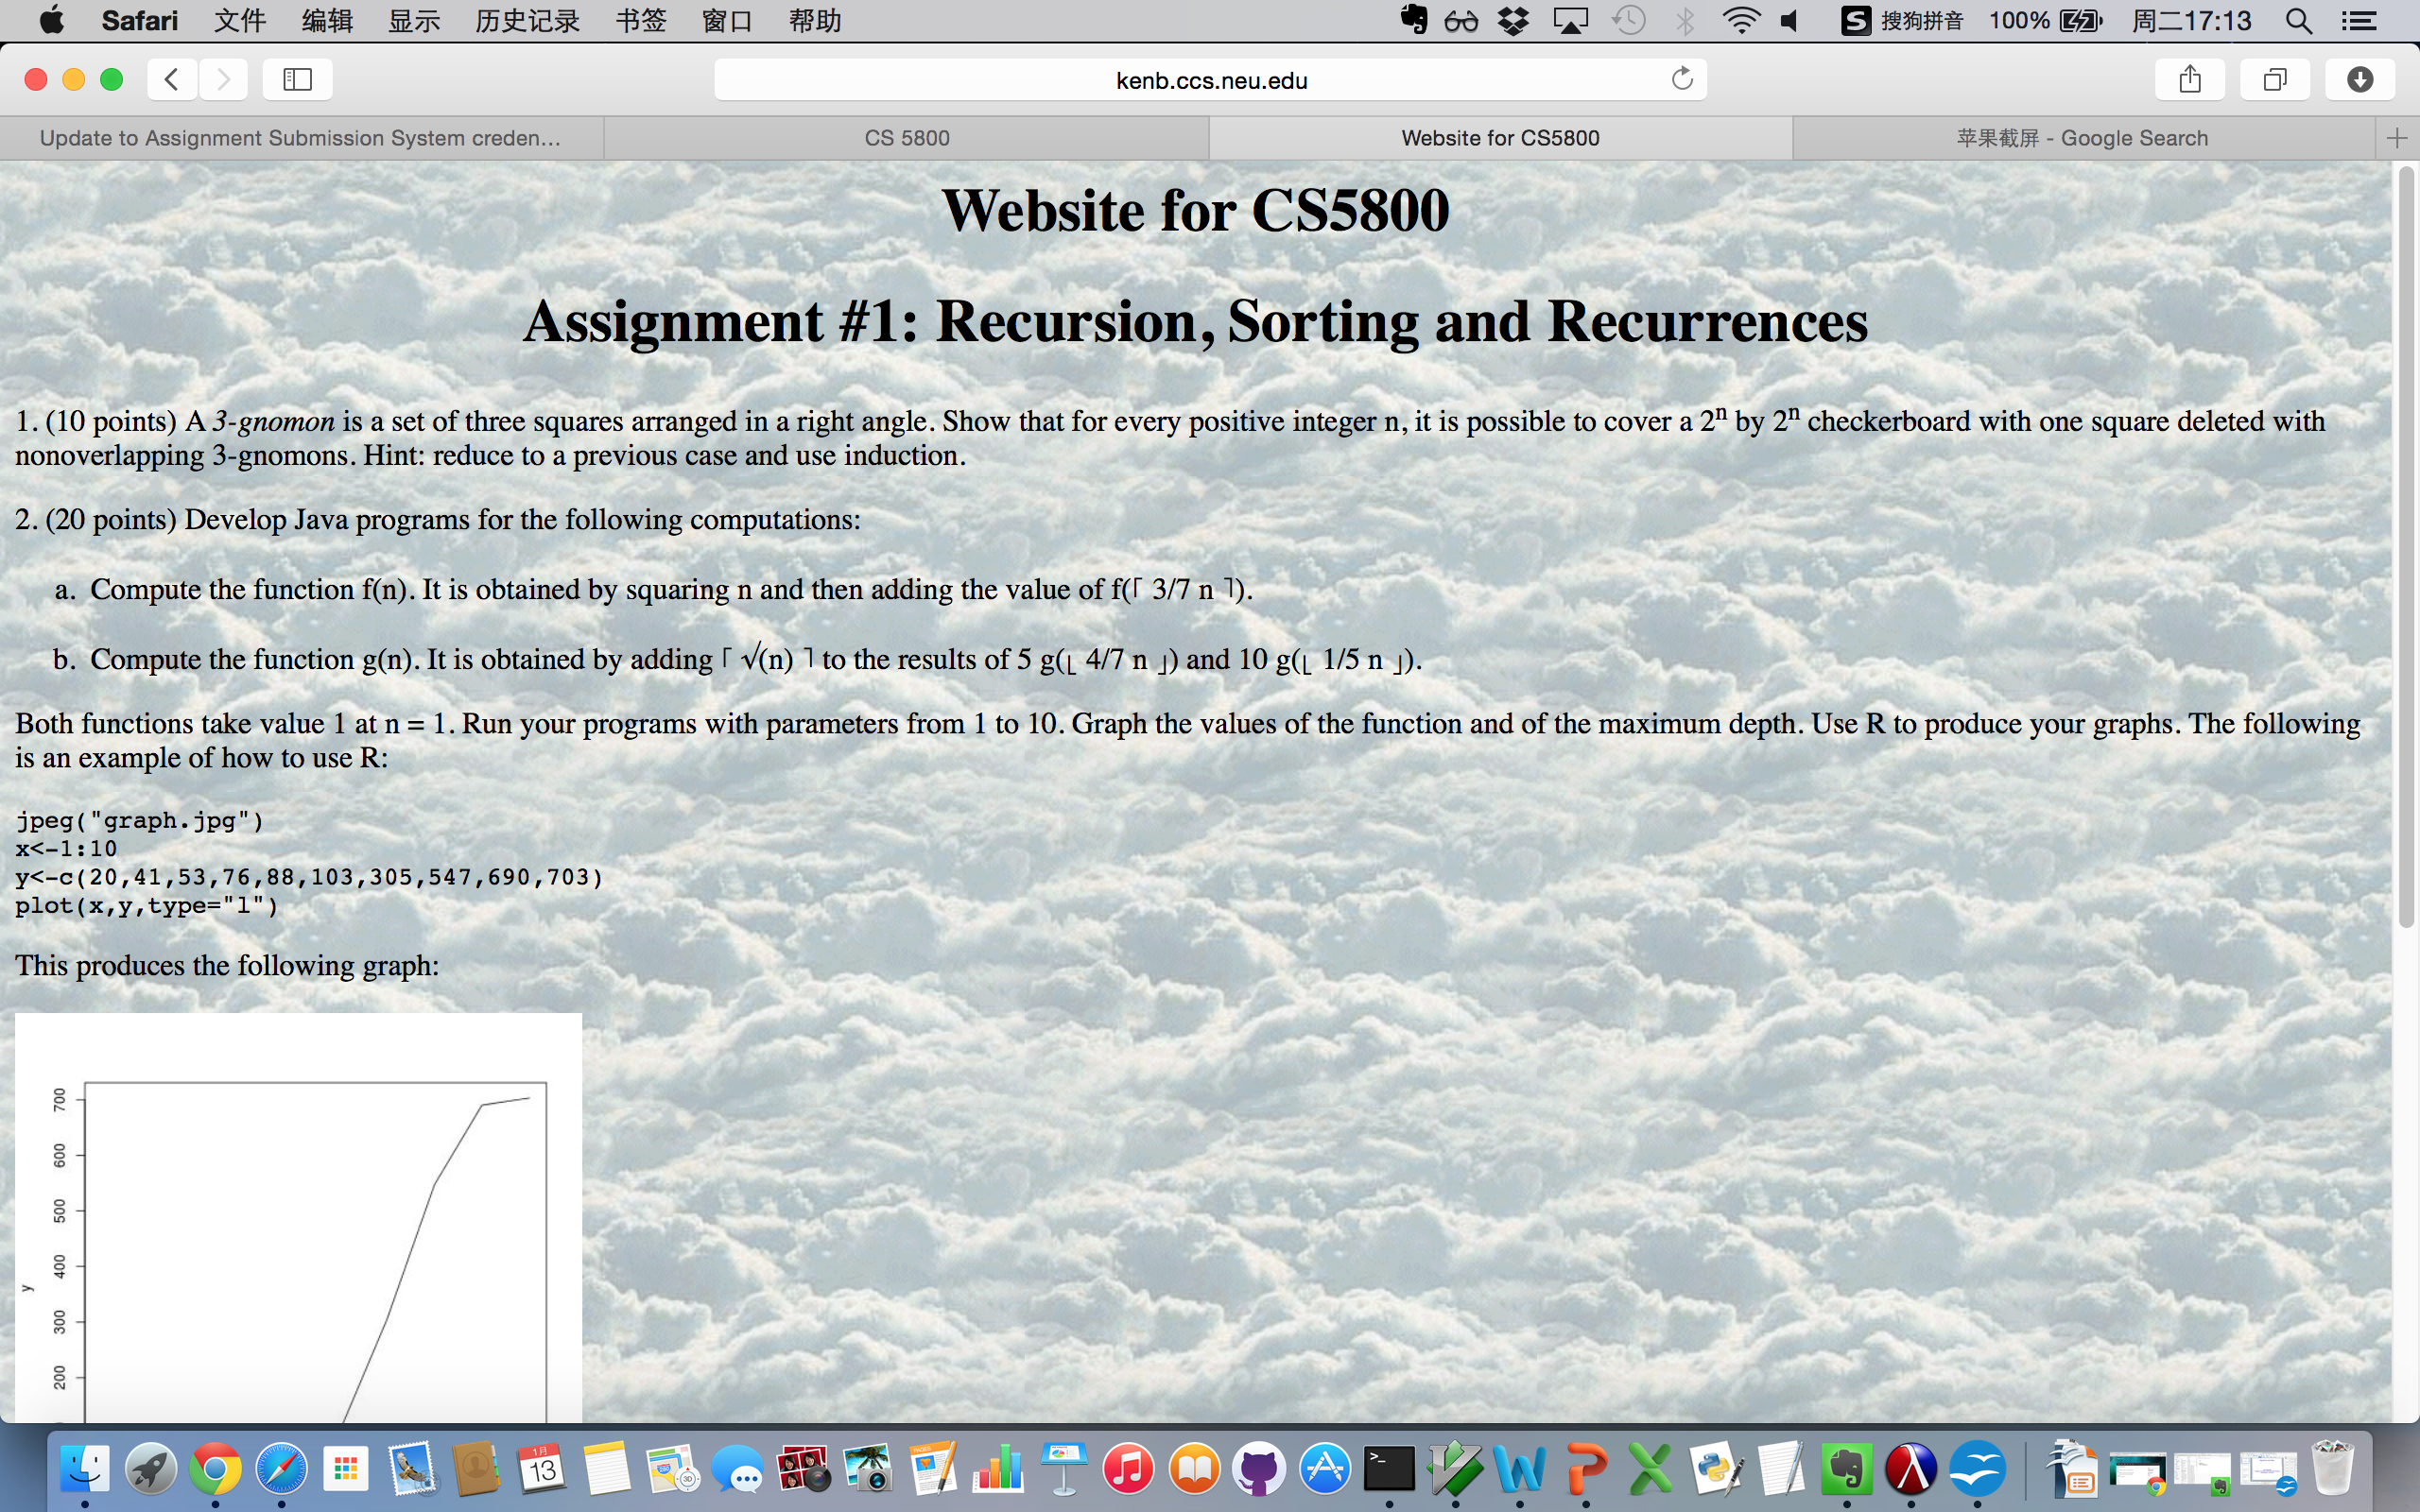 Safari 文件 编辑 显示 历史记录 书签 窗口 帮助 S 搜狗拼音 100% 周二17:13
kenb.ccs.neu.edu
Update to Assignment Submission System creden... CS 5800 Website for CS5800 苹果截屏 - Google Search
Website for CS5800
Assignment #1: Recursion, Sorting and Recurrences
1. (10 points) A 3-gnomon is a set of three squares arranged in a right angle. Show that for every positive integer n, it is possible to cover a 2ⁿ by 2ⁿ checkerboard with one square deleted with
nonoverlapping 3-gnomons. Hint: reduce to a previous case and use induction.
2. (20 points) Develop Java programs for the following computations:
a. Compute the function f(n). It is obtained by squaring n and then adding the value of f(⌈ 3/7 n ⌉).
b. Compute the function g(n). It is obtained by adding ⌈ √(n) ⌉ to the results of 5 g(⌊ 4/7 n ⌋) and 10 g(⌊ 1/5 n ⌋).
Both functions take value 1 at n = 1. Run your programs with parameters from 1 to 10. Graph the values of the function and of the maximum depth. Use R to produce your graphs. The following
is an example of how to use R:
jpeg("graph.jpg")
x<-1:10
y<-c(20,41,53,76,88,103,305,547,690,703)
plot(x,y,type="l")
This produces the following graph:
700
600
500
400
y
300
200
1月
13
PAGES
3D
>_